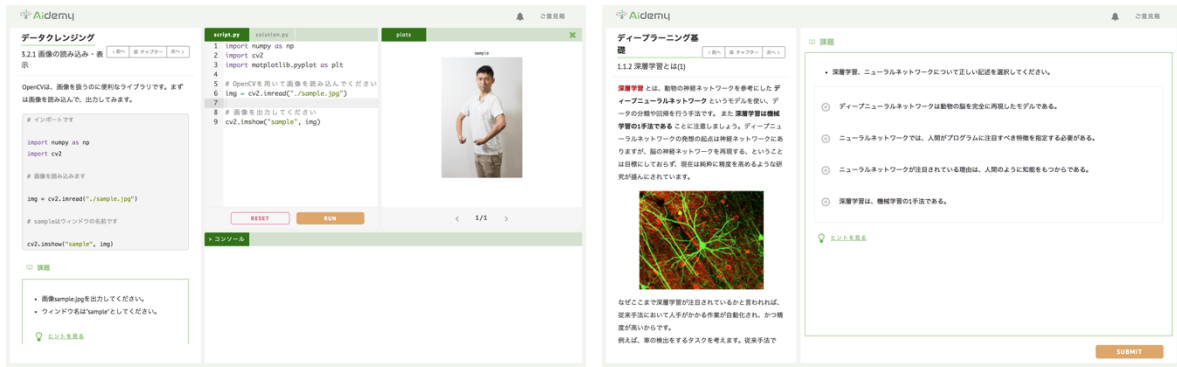 Aidemy
ご意見箱
データクレンジング
3.2.1 画像の読み込み・表示
<前へ
チャプター
次へ>
OpenCVは、画像を扱うのに便利なライブラリです。まずは画像を読み込んで、出力してみます。
# インポートです
import numpy as np
import cv2
# 画像を読み込みます
img = cv2.imread("./sample.jpg")
# sampleはウィンドウの名前です
cv2.imshow("sample", img)
課題
• 画像sample.jpgを出力してください。
• ウィンドウ名は"sample"としてください。
ヒントを見る
script.py
solution.py
1 import numpy as np
2 import cv2
3 import matplotlib.pyplot as plt
4
5 # OpenCVを用いて画像を読み込んでください
6 img = cv2.imread("./sample.jpg")
7
8 # 画像を出力してください
9 cv2.imshow("sample", img)
RESET
RUN
plots
sample
< 1/1 >
コンソール
Aidemy
ご意見箱
ディープラーニング基礎
<前へ
チャプター
次へ>
1.1.2 深層学習とは(1)
深層学習 とは、動物の神経ネットワークを参考にした デ
ィープニューラルネットワーク というモデルを使い、デ
ータの分類や回帰を行う手法です。 また 深層学習は機械
学習の1手法である ことに注意しましょう。ディープニュ
ーラルネットワークの発想の起点は神経ネットワークにあ
りますが、脳の神経ネットワークを再現する、ということ
は目標にしておらず、現在は純粋に精度を高めるような研
究が盛んにされています。
なぜここまで深層学習が注目されているかと言われれば、
従来手法において人手がかかる作業が自動化され、かつ精
度が高いからです。
例えば、車の検出をするタスクを考えます。従来手法で
課題
• 深層学習、ニューラルネットワークについて正しい記述を選択してください。
ディープニューラルネットワークは動物の脳を完全に再現したモデルである。
ニューラルネットワークでは、人間がプログラムに注目すべき特徴を指定する必要がある。
ニューラルネットワークが注目されている理由は、人間のように知能をもつからである。
深層学習は、機械学習の1手法である。
ヒントを見る
SUBMIT